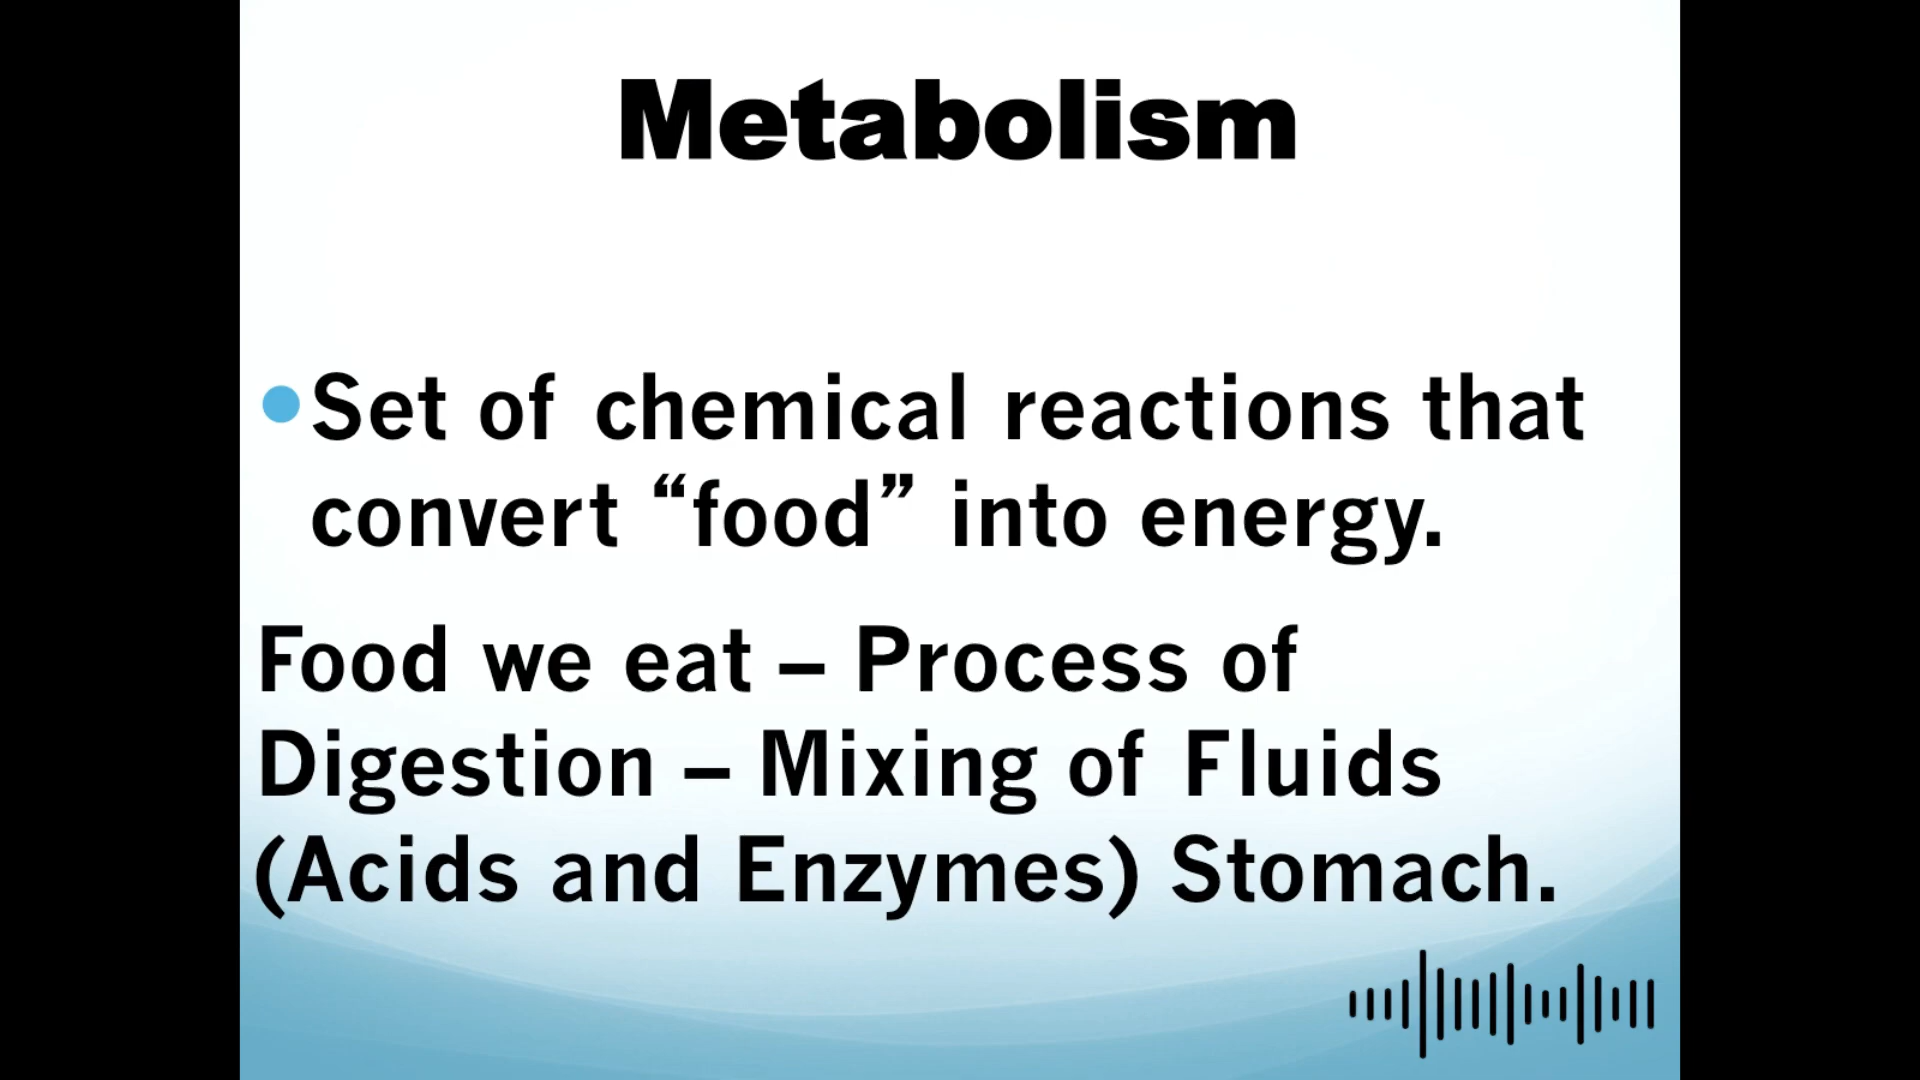 Metabolism
Set of chemical reactions that
convert “food” into energy.
Food we eat – Process of
Digestion – Mixing of Fluids
(Acids and Enzymes) Stomach.